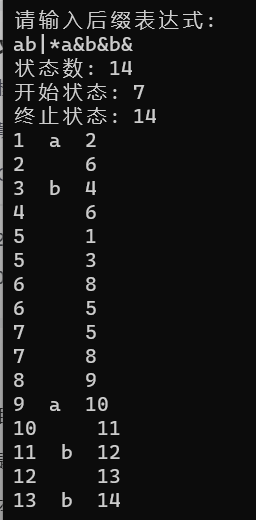 请输入后缀表达式:
ab|*a&b&b&
状态数: 14
开始状态: 7
终止状态: 14
1  a  2
2     6
3  b  4
4     6
5     1
5     3
6     8
6     5
7     5
7     8
8     9
9  a  10
10     11
11  b  12
12     13
13  b  14